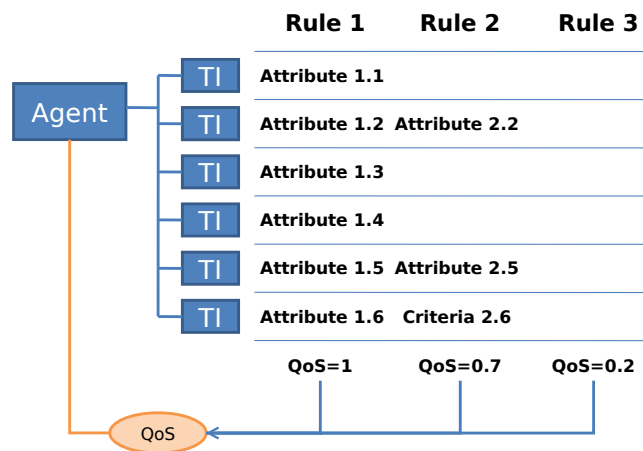 Rule 1 Rule 2 Rule 3
TI Attribute 1.1
Agent
TI Attribute 1.2 Attribute 2.2
TI Attribute 1.3
TI Attribute 1.4
TI Attribute 1.5 Attribute 2.5
TI Attribute 1.6 Criteria 2.6
QoS=1 QoS=0.7 QoS=0.2
QoS